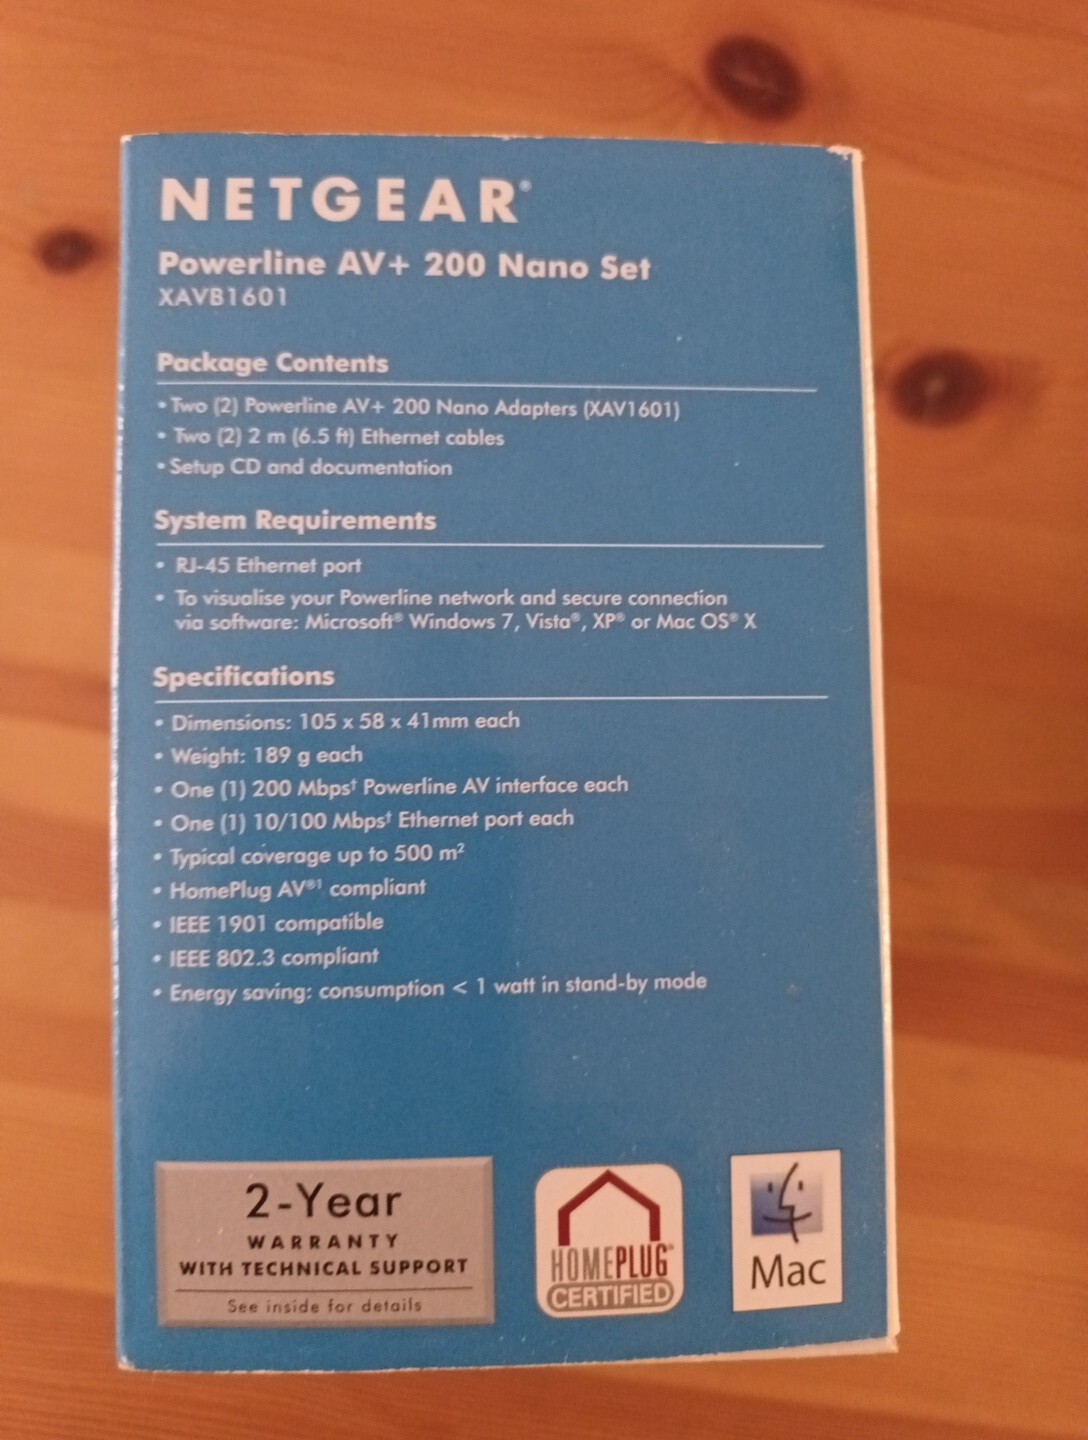 NETGEAR®
Powerline AV+ 200 Nano Set
XAVB1601
Package Contents
• Two (2) Powerline AV+ 200 Nano Adapters (XAV1601)
• Two (2) 2 m (6.5 ft) Ethernet cables
• Setup CD and documentation
System Requirements
• RJ-45 Ethernet port
• To visualise your Powerline network and secure connection
via software: Microsoft® Windows 7, Vista®, XP® or Mac OS® X
Specifications
• Dimensions: 105 x 58 x 41mm each
• Weight: 189 g each
• One (1) 200 Mbps† Powerline AV interface each
• One (1) 10/100 Mbps† Ethernet port each
• Typical coverage up to 500 m²
• HomePlug AV®¹ compliant
• IEEE 1901 compatible
• IEEE 802.3 compliant
• Energy saving: consumption < 1 watt in stand-by mode
2-Year
WARRANTY
WITH TECHNICAL SUPPORT
See inside for details
HOMEPLUG®
CERTIFIED
Mac